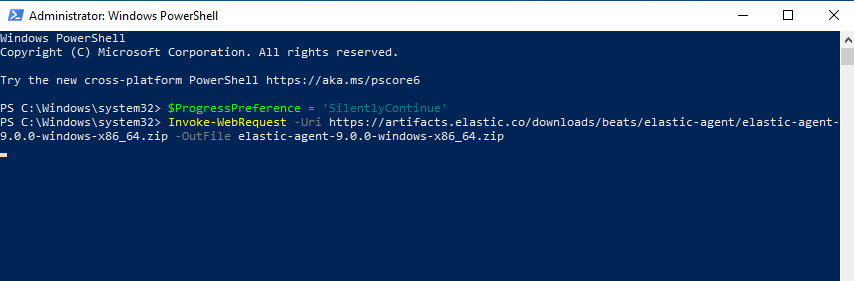 Administrator: Windows PowerShell
Windows PowerShell
Copyright (C) Microsoft Corporation. All rights reserved.
Try the new cross-platform PowerShell https://aka.ms/pscore6
PS C:\Windows\system32> $ProgressPreference = 'SilentlyContinue'
PS C:\Windows\system32> Invoke-WebRequest -Uri https://artifacts.elastic.co/downloads/beats/elastic-agent/elastic-agent-
9.0.0-windows-x86_64.zip -OutFile elastic-agent-9.0.0-windows-x86_64.zip